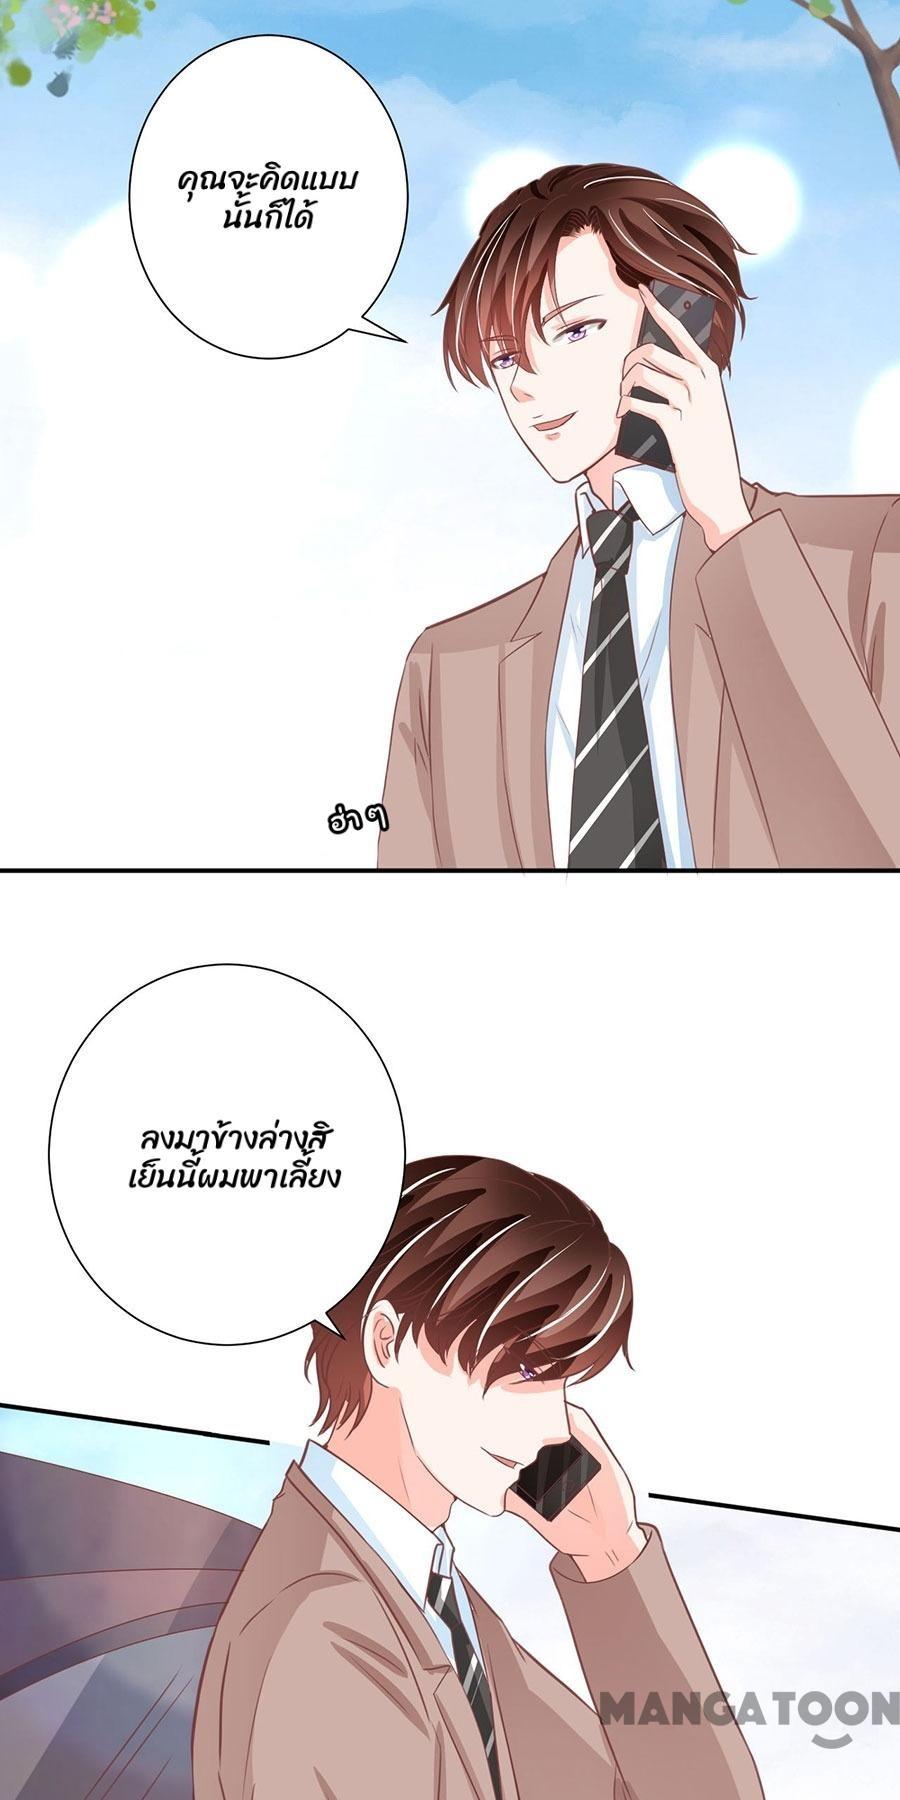 คุณจะคิดแบบ
นั้นก็ได้
ฮ่าๆ
ลงมาข้างล่างสิ
เย็นนี้ผมพาเลี้ยง
MANGATOON